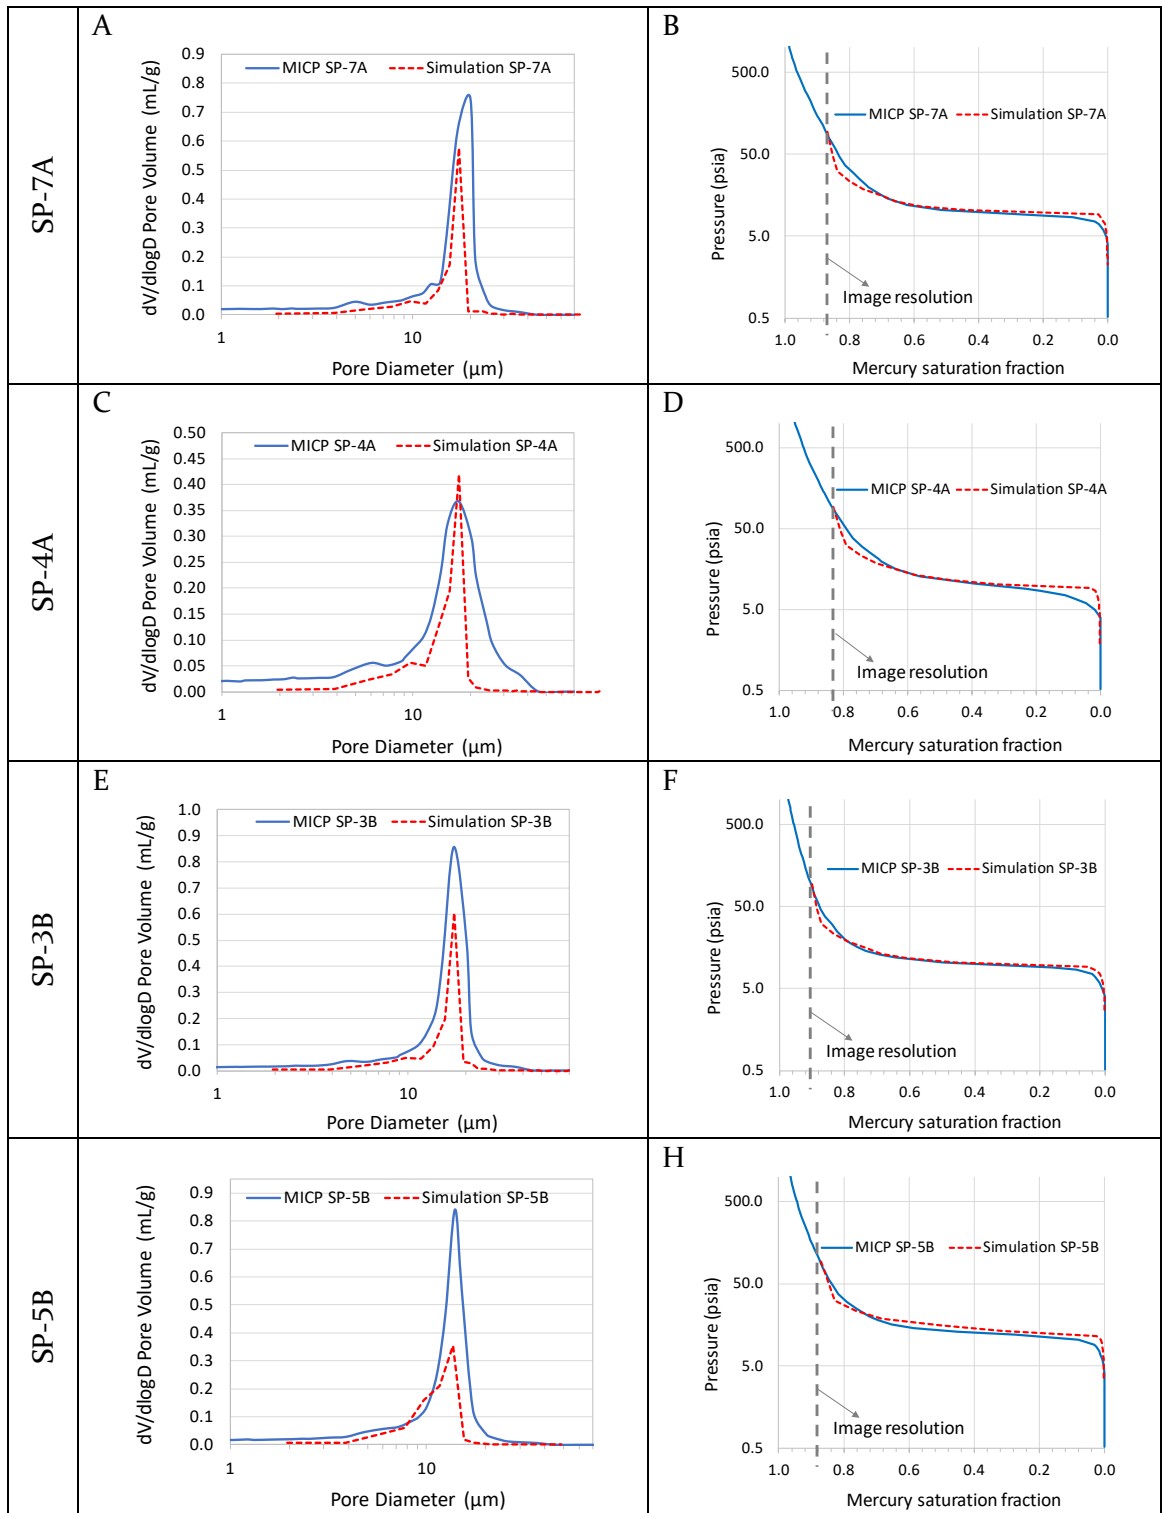 SP-7A
A
0.9
0.8
0.7
0.6
0.5
0.4
0.3
0.2
0.1
0.0
dV/dlogD Pore Volume (mL/g)
MICP SP-7A
Simulation SP-7A
1
10
Pore Diameter (µm)
B
500.0
50.0
5.0
0.5
Pressure (psia)
MICP SP-7A
Simulation SP-7A
Image resolution
1.0
0.8
0.6
0.4
0.2
0.0
Mercury saturation fraction
SP-4A
C
0.50
0.45
0.40
0.35
0.30
0.25
0.20
0.15
0.10
0.05
0.00
dV/dlogD Pore Volume (mL/g)
MICP SP-4A
Simulation SP-4A
1
10
Pore Diameter (µm)
D
500.0
50.0
5.0
0.5
Pressure (psia)
MICP SP-4A
Simulation SP-4A
Image resolution
1.0
0.8
0.6
0.4
0.2
0.0
Mercury saturation fraction
SP-3B
E
1.0
0.9
0.8
0.7
0.6
0.5
0.4
0.3
0.2
0.1
0.0
dV/dlogD Pore Volume (mL/g)
MICP SP-3B
Simulation SP-3B
1
10
Pore Diameter (µm)
F
500.0
50.0
5.0
0.5
Pressure (psia)
MICP SP-3B
Simulation SP-3B
Image resolution
1.0
0.8
0.6
0.4
0.2
0.0
Mercury saturation fraction
SP-5B
0.9
0.8
0.7
0.6
0.5
0.4
0.3
0.2
0.1
0.0
dV/dlogD Pore Volume (mL/g)
MICP SP-5B
Simulation SP-5B
1
10
Pore Diameter (µm)
H
500.0
50.0
5.0
0.5
Pressure (psia)
MICP SP-5B
Simulation SP-5B
Image resolution
1.0
0.8
0.6
0.4
0.2
0.0
Mercury saturation fraction